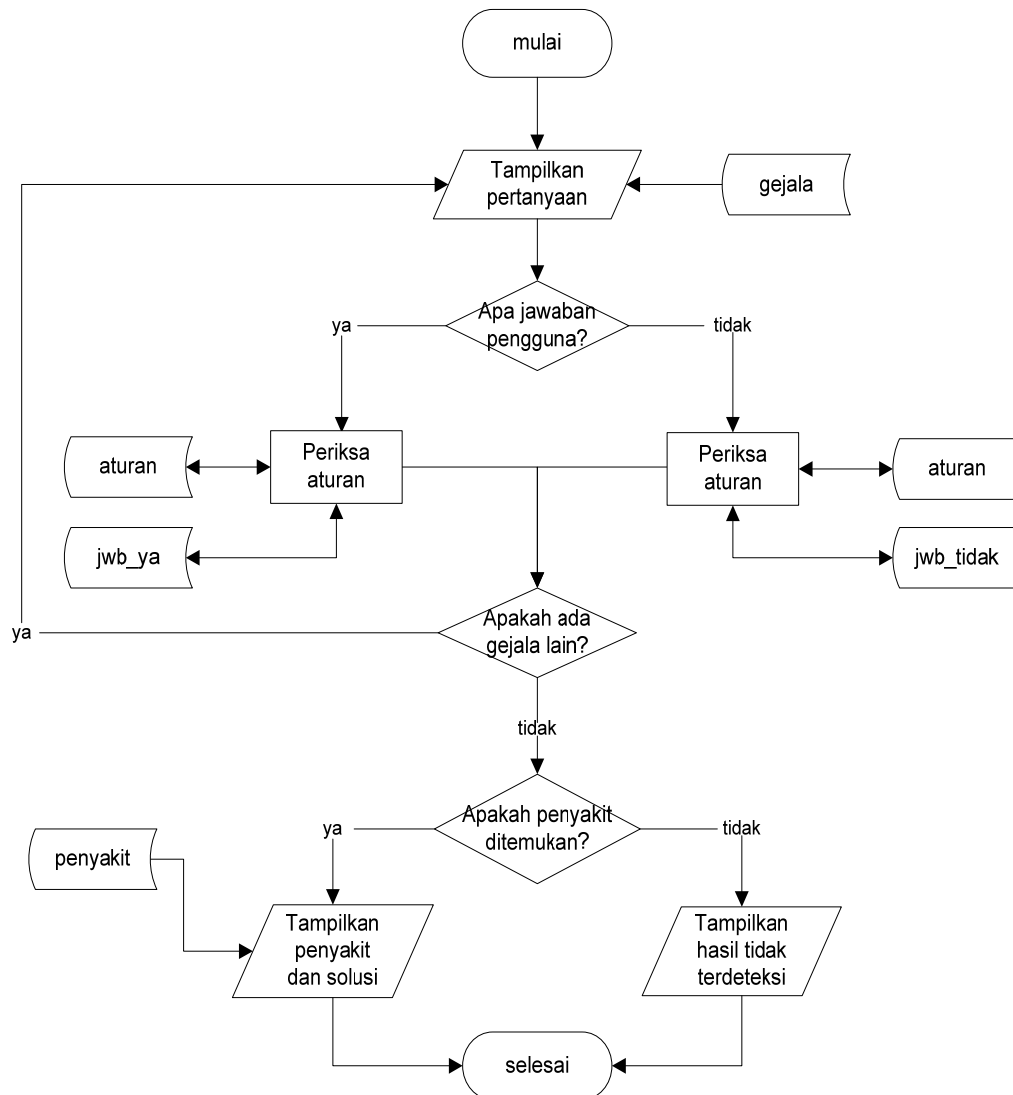 mulai
Tampilkan
pertanyaan
gejala
Apa jawaban
pengguna?
ya
tidak
aturan
Periksa
aturan
Periksa
aturan
aturan
jwb_ya
jwb_tidak
Apakah ada
gejala lain?
ya
tidak
Apakah penyakit
ditemukan?
ya
tidak
penyakit
Tampilkan
penyakit
dan solusi
Tampilkan
hasil tidak
terdeteksi
selesai